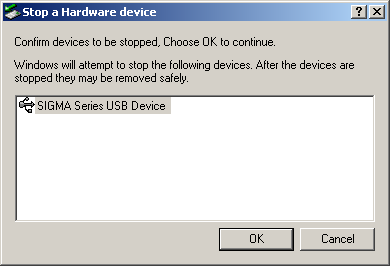 Stop a Hardware device
Confirm devices to be stopped, Choose OK to continue.
Windows will attempt to stop the following devices. After the devices are
stopped they may be removed safely.
SIGMA Series USB Device
OK Cancel